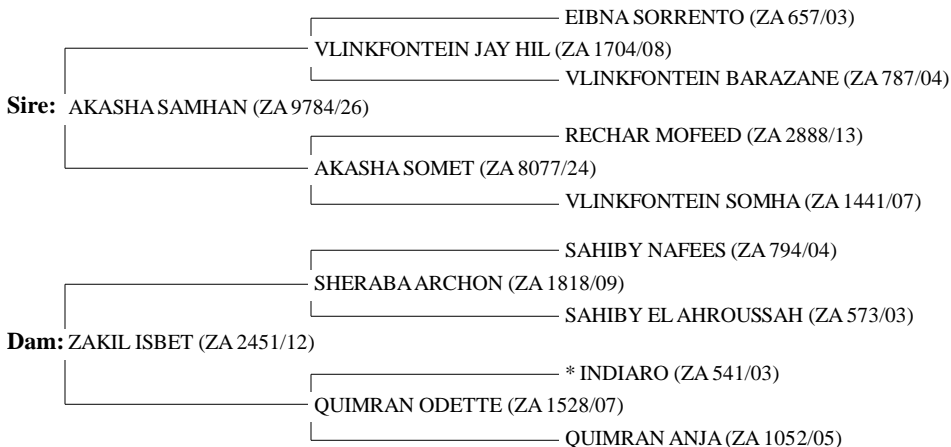 EIBNA SORRENTO (ZA 657/03)
VLINKFONTEIN JAY HIL (ZA 1704/08)
VLINKFONTEIN BARAZANE (ZA 787/04)
Sire: AKASHA SAMHAN (ZA 9784/26)
RECHAR MOFEED (ZA 2888/13)
AKASHA SOMET (ZA 8077/24)
VLINKFONTEIN SOMHA (ZA 1441/07)
SAHIBY NAFEES (ZA 794/04)
SHERABA ARCHON (ZA 1818/09)
SAHIBY EL AHROUSSAH (ZA 573/03)
Dam: ZAKIL ISBET (ZA 2451/12)
* INDIARO (ZA 541/03)
QUIMRAN ODETTE (ZA 1528/07)
QUIMRAN ANJA (ZA 1052/05)